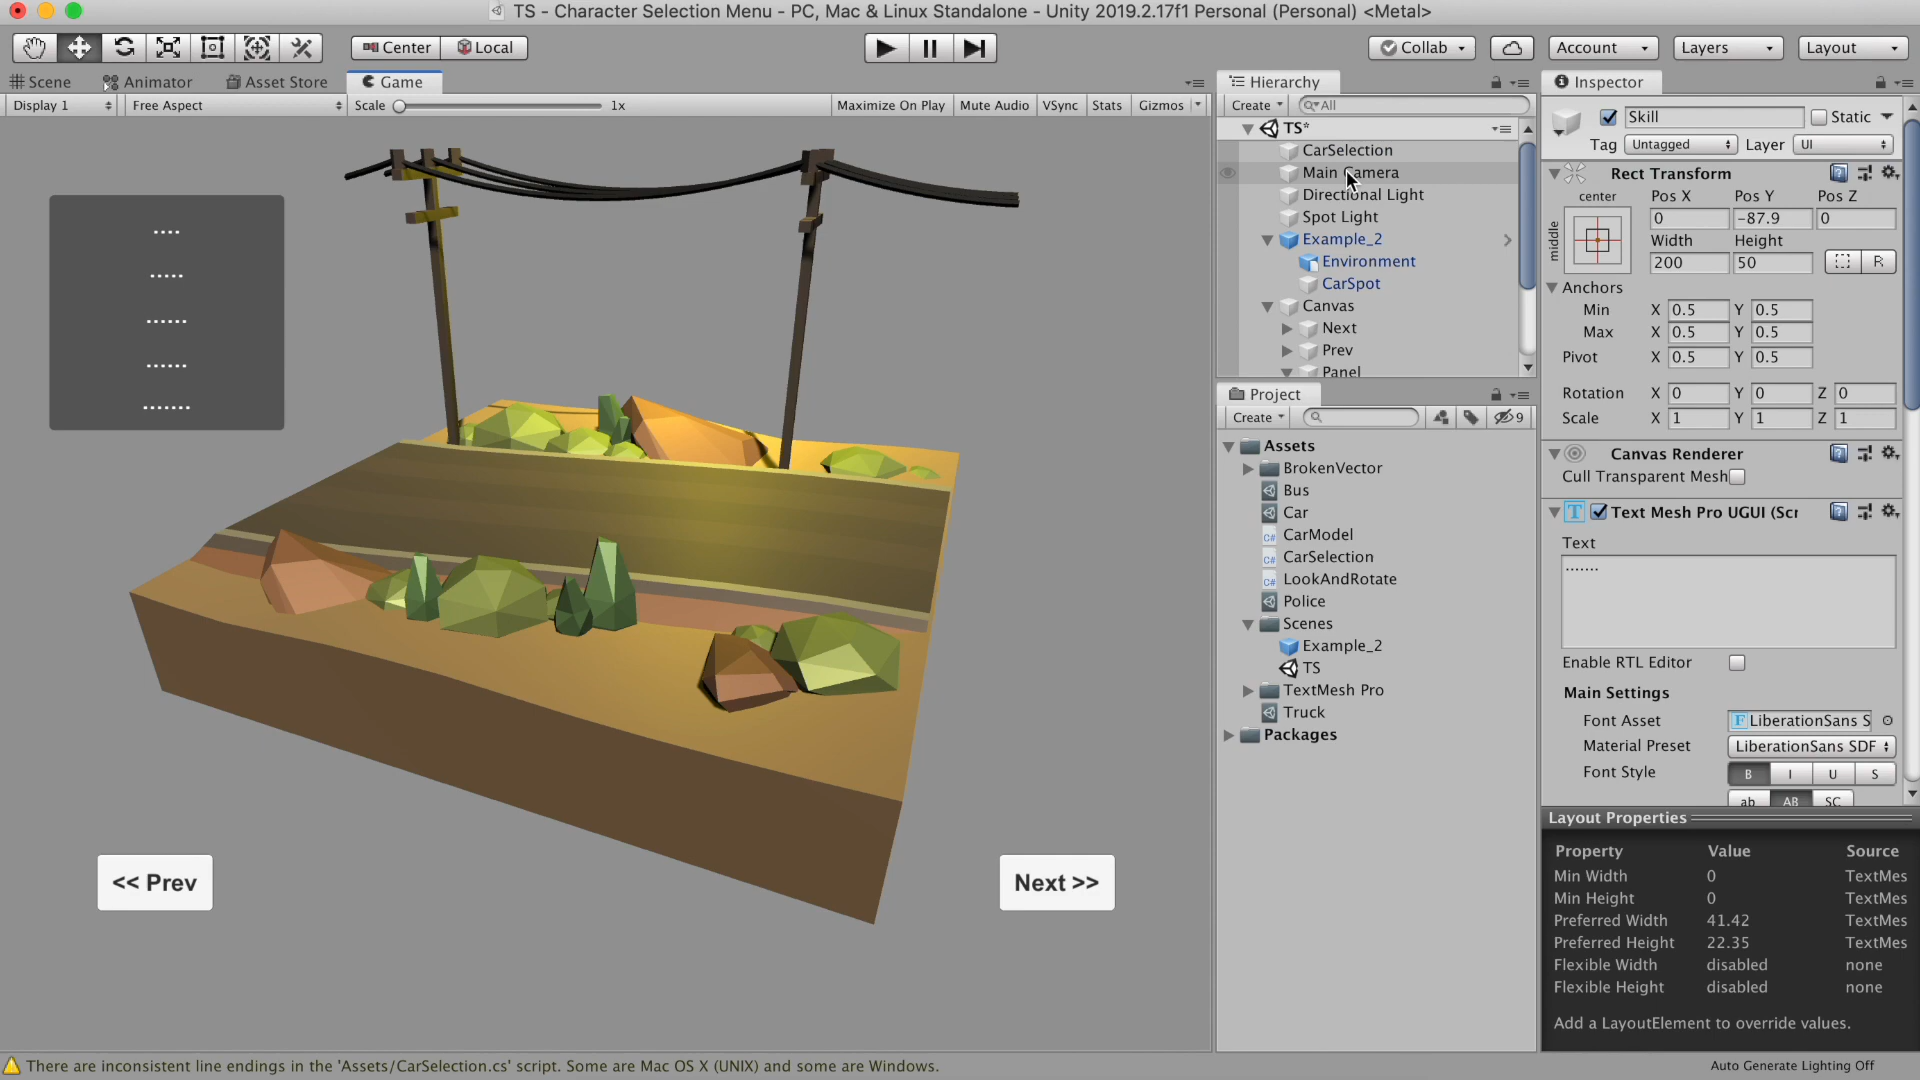 TS - Character Selection Menu - PC, Mac & Linux Standalone - Unity 2019.2.17f1 Personal (Personal) <Metal>
Center Local Collab Account Layers Layout
Scene Animator Asset Store Game
Display 1 Free Aspect Scale 1x Maximize On Play Mute Audio VSync Stats Gizmos
....
.....
......
......
.......
<< Prev
Next >>
Hierarchy
Create All
TS*
CarSelection
Main Camera
Directional Light
Spot Light
Example_2
Environment
CarSpot
Canvas
Next
Prev
Panel
Project
Create 9
Assets
BrokenVector
Bus
Car
C# CarModel
C# CarSelection
C# LookAndRotate
Police
Scenes
Example_2
TS
TextMesh Pro
Truck
Packages
Inspector
Skill Static
Tag Untagged Layer UI
Rect Transform
center Pos X Pos Y Pos Z
middle 0 -87.9 0
Width Height
200 50 R
Anchors
Min X 0.5 Y 0.5
Max X 0.5 Y 0.5
Pivot X 0.5 Y 0.5
Rotation X 0 Y 0 Z 0
Scale X 1 Y 1 Z 1
Canvas Renderer
Cull Transparent Mesh
T Text Mesh Pro UGUI (Scr
Text
.......
Enable RTL Editor
Main Settings
Font Asset F LiberationSans S
Material Preset LiberationSans SDF
Font Style B I U S
ab AB SC
Layout Properties
Property Value Source
Min Width 0 TextMes
Min Height 0 TextMes
Preferred Width 41.42 TextMes
Preferred Height 22.35 TextMes
Flexible Width disabled none
Flexible Height disabled none
Add a LayoutElement to override values.
There are inconsistent line endings in the 'Assets/CarSelection.cs' script. Some are Mac OS X (UNIX) and some are Windows.
Auto Generate Lighting Off